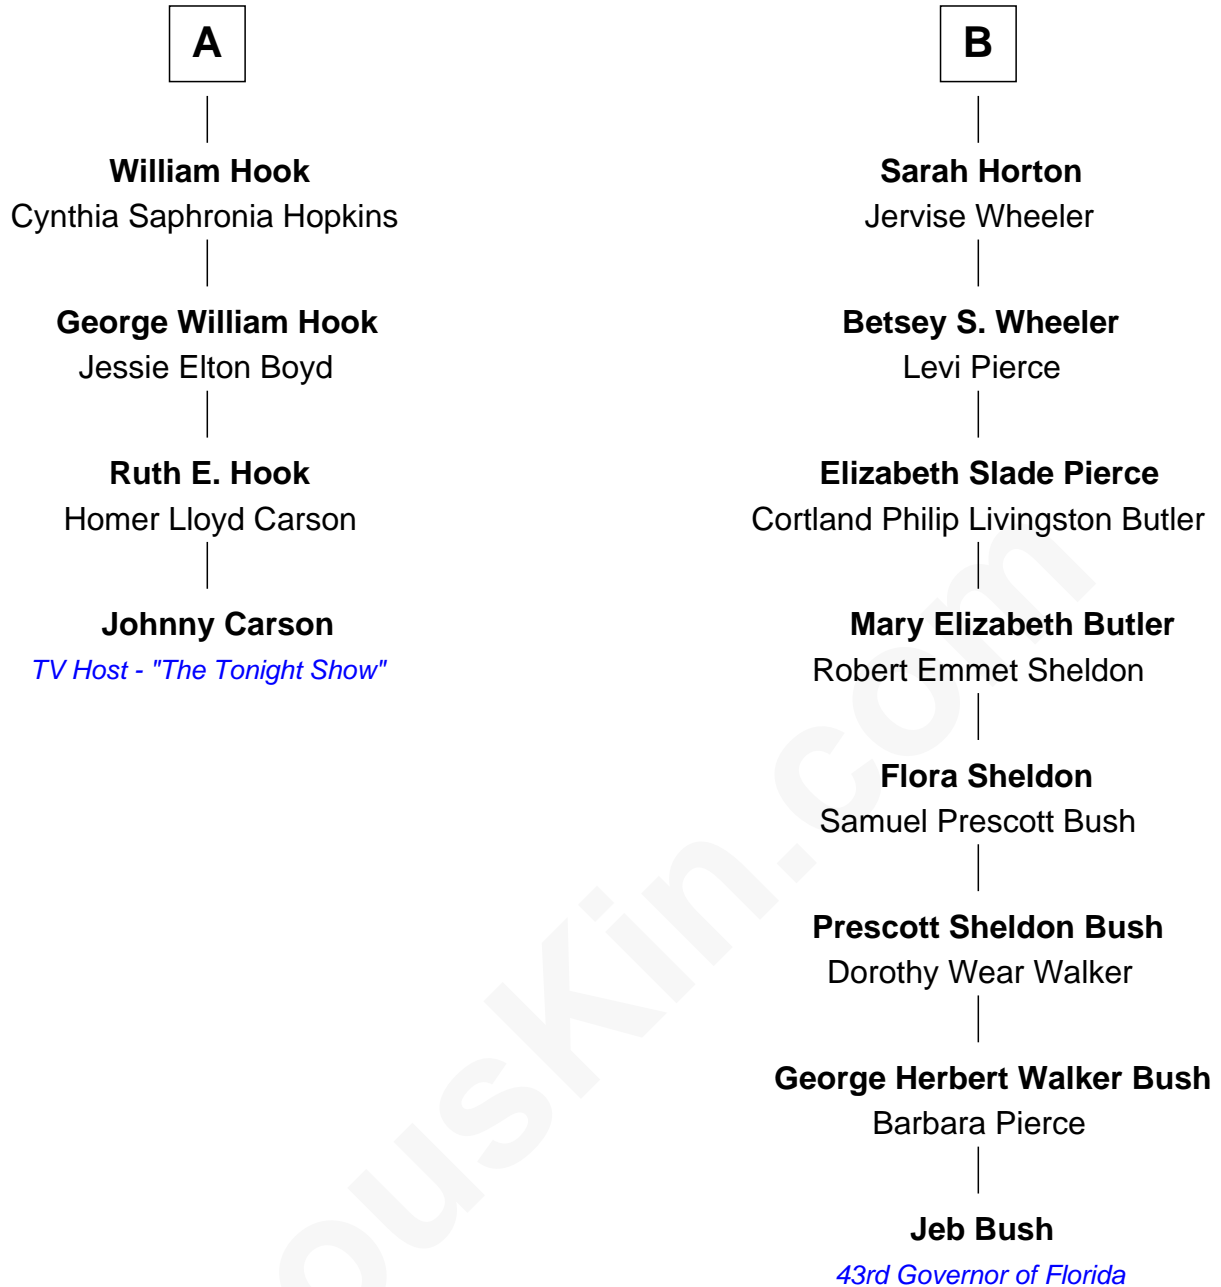 A
William Hook
Cynthia Saphronia Hopkins
George William Hook
Jessie Elton Boyd
Ruth E. Hook
Homer Lloyd Carson
Johnny Carson
TV Host - "The Tonight Show"
B
Sarah Horton
Jervise Wheeler
Betsey S. Wheeler
Levi Pierce
Elizabeth Slade Pierce
Cortland Philip Livingston Butler
Mary Elizabeth Butler
Robert Emmet Sheldon
Flora Sheldon
Samuel Prescott Bush
Prescott Sheldon Bush
Dorothy Wear Walker
George Herbert Walker Bush
Barbara Pierce
Jeb Bush
43rd Governor of Florida
ousKin.com